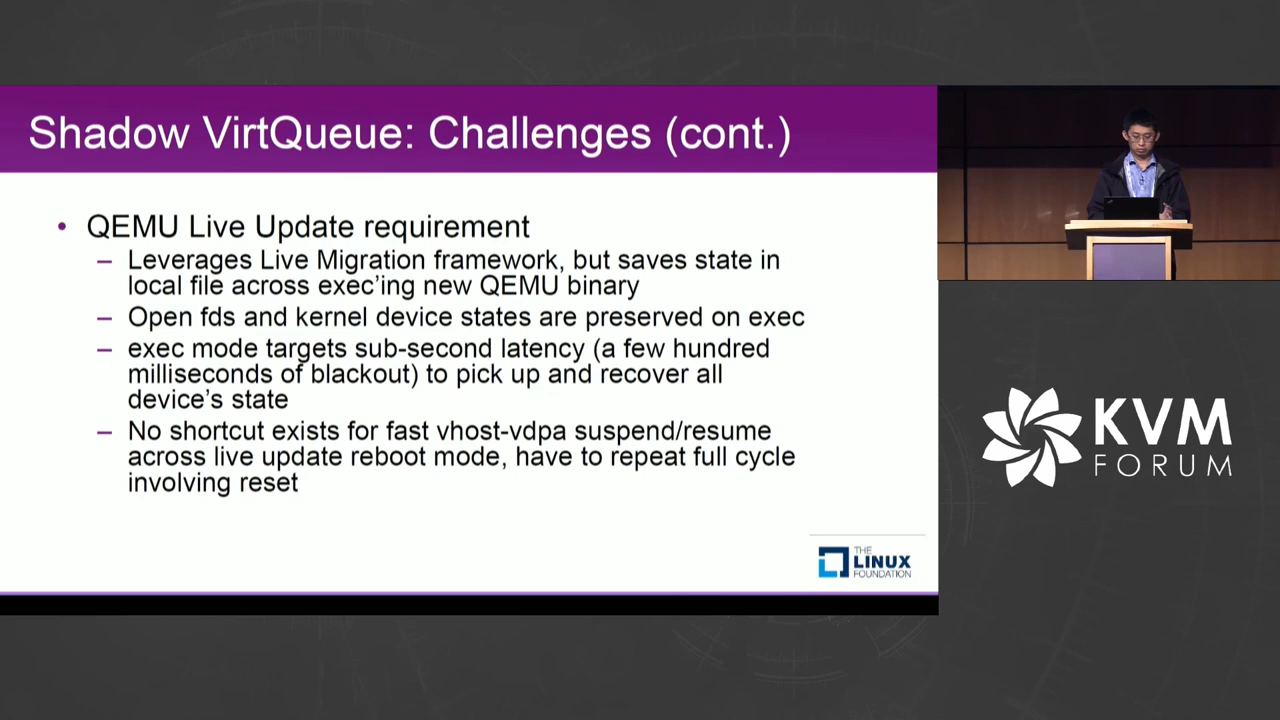 Shadow VirtQueue: Challenges (cont.)
• QEMU Live Update requirement
– Leverages Live Migration framework, but saves state in
local file across exec'ing new QEMU binary
– Open fds and kernel device states are preserved on exec
– exec mode targets sub-second latency (a few hundred
milliseconds of blackout) to pick up and recover all
device's state
– No shortcut exists for fast vhost-vdpa suspend/resume
across live update reboot mode, have to repeat full cycle
involving reset
THE
LINUX
FOUNDATION
KVM
FORUM